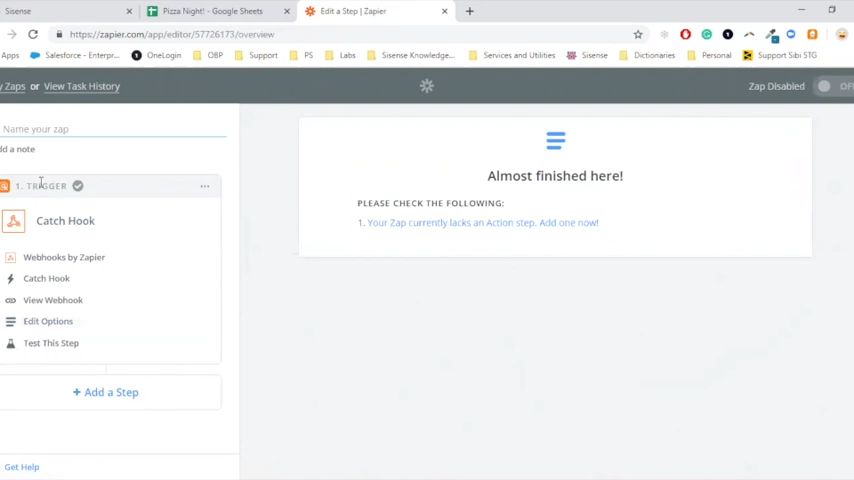 Sisense
Pizza Night! - Google Sheets
Edit a Step | Zapier
https://zapier.com/app/editor/57726173/overview
Apps
Salesforce - Enterpr...
OneLogin
OBP
Support
PS
Labs
Sisense Knowledge...
Services and Utilities
Sisense
Dictionaries
Personal
Support Sibi STG
y Zaps or View Task History
Zap Disabled
OF
Name your zap
dd a note
1. TRIGGER
Catch Hook
Webhooks by Zapier
Catch Hook
View Webhook
Edit Options
Test This Step
+ Add a Step
Get Help
Almost finished here!
PLEASE CHECK THE FOLLOWING:
1. Your Zap currently lacks an Action step. Add one now!